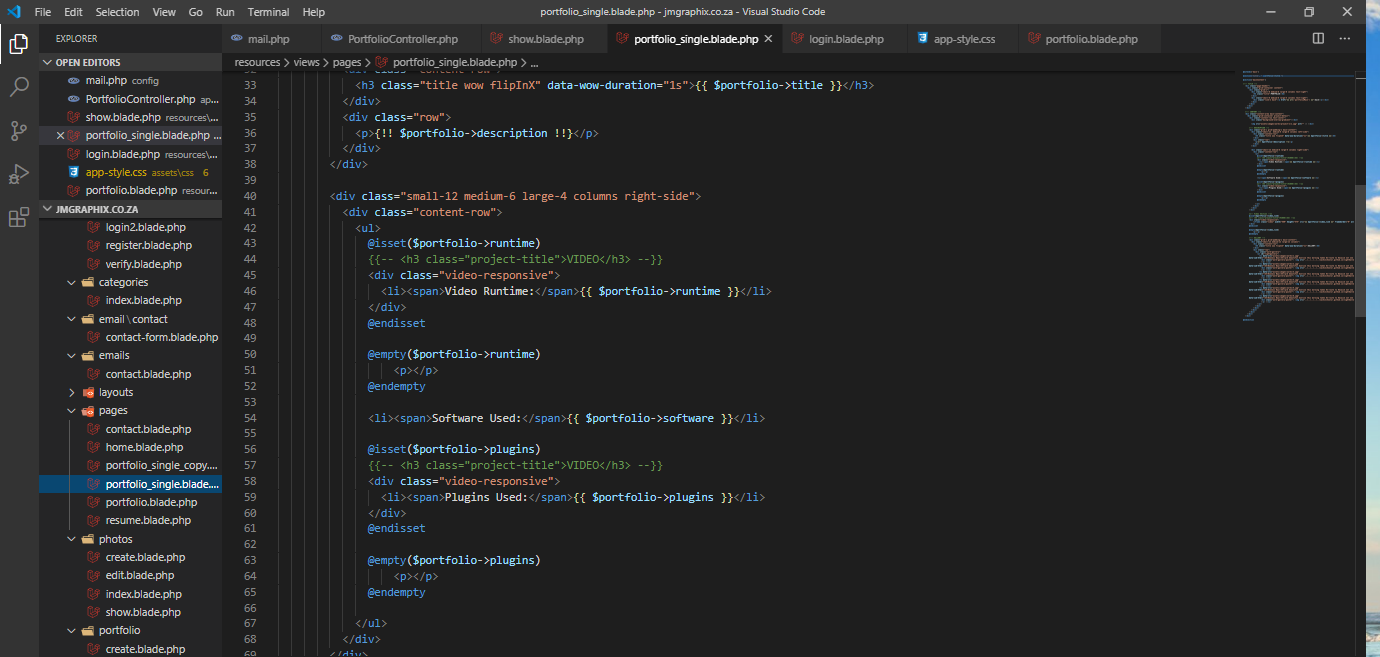 File Edit Selection View Go Run Terminal Help
portfolio_single.blade.php - jmgraphix.co.za - Visual Studio Code
EXPLORER
OPEN EDITORS
mail.php config
PortfolioController.php ap...
show.blade.php resources\...
portfolio_single.blade.php ...
login.blade.php resources\...
app-style.css assets\css 6
portfolio.blade.php resour...
JMGRAPHIX.CO.ZA
login2.blade.php
register.blade.php
verify.blade.php
categories
index.blade.php
email \ contact
contact-form.blade.php
emails
contact.blade.php
layouts
pages
contact.blade.php
home.blade.php
portfolio_single_copy....
portfolio_single.blade....
portfolio.blade.php
resume.blade.php
photos
create.blade.php
edit.blade.php
index.blade.php
show.blade.php
portfolio
create.blade.php
mail.php PortfolioController.php show.blade.php portfolio_single.blade.php login.blade.php app-style.css portfolio.blade.php
resources > views > pages > portfolio_single.blade.php > ...
32 <div class="content-row">
33 <h3 class="title wow flipInX" data-wow-duration="1s">{{ $portfolio->title }}</h3>
34 </div>
35 <div class="row">
36 <p>{!! $portfolio->description !!}</p>
37 </div>
38 </div>
39
40 <div class="small-12 medium-6 large-4 columns right-side">
41 <div class="content-row">
42 <ul>
43 @isset($portfolio->runtime)
44 {{-- <h3 class="project-title">VIDEO</h3> --}}
45 <div class="video-responsive">
46 <li><span>Video Runtime:</span>{{ $portfolio->runtime }}</li>
47 </div>
48 @endisset
49
50 @empty($portfolio->runtime)
51 <p></p>
52 @endempty
53
54 <li><span>Software Used:</span>{{ $portfolio->software }}</li>
55
56 @isset($portfolio->plugins)
57 {{-- <h3 class="project-title">VIDEO</h3> --}}
58 <div class="video-responsive">
59 <li><span>Plugins Used:</span>{{ $portfolio->plugins }}</li>
60 </div>
61 @endisset
62
63 @empty($portfolio->plugins)
64 <p></p>
65 @endempty
66
67 </ul>
68 </div>
69 </div>